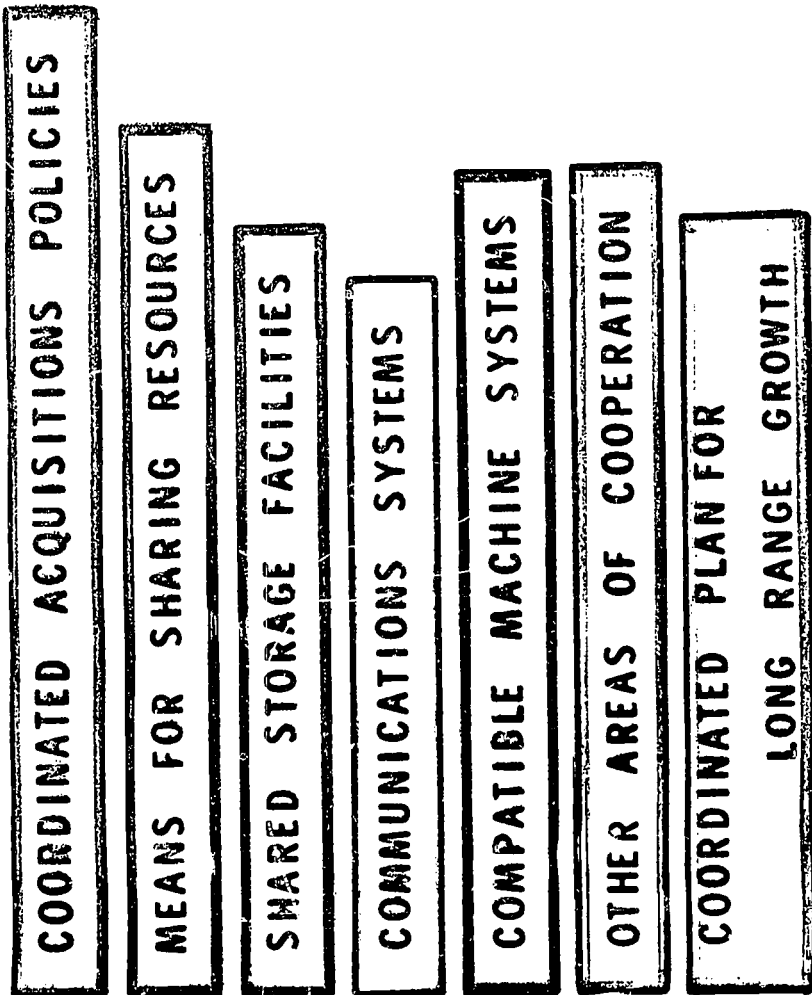 COORDINATED ACQUISITIONS POLICIES
MEANS FOR SHARING RESOURCES
SHARED STORAGE FACILITIES
COMMUNICATIONS SYSTEMS
COMPATIBLE MACHINE SYSTEMS
OTHER AREAS OF COOPERATION
COORDINATED PLAN FOR
LONG RANGE GROWTH